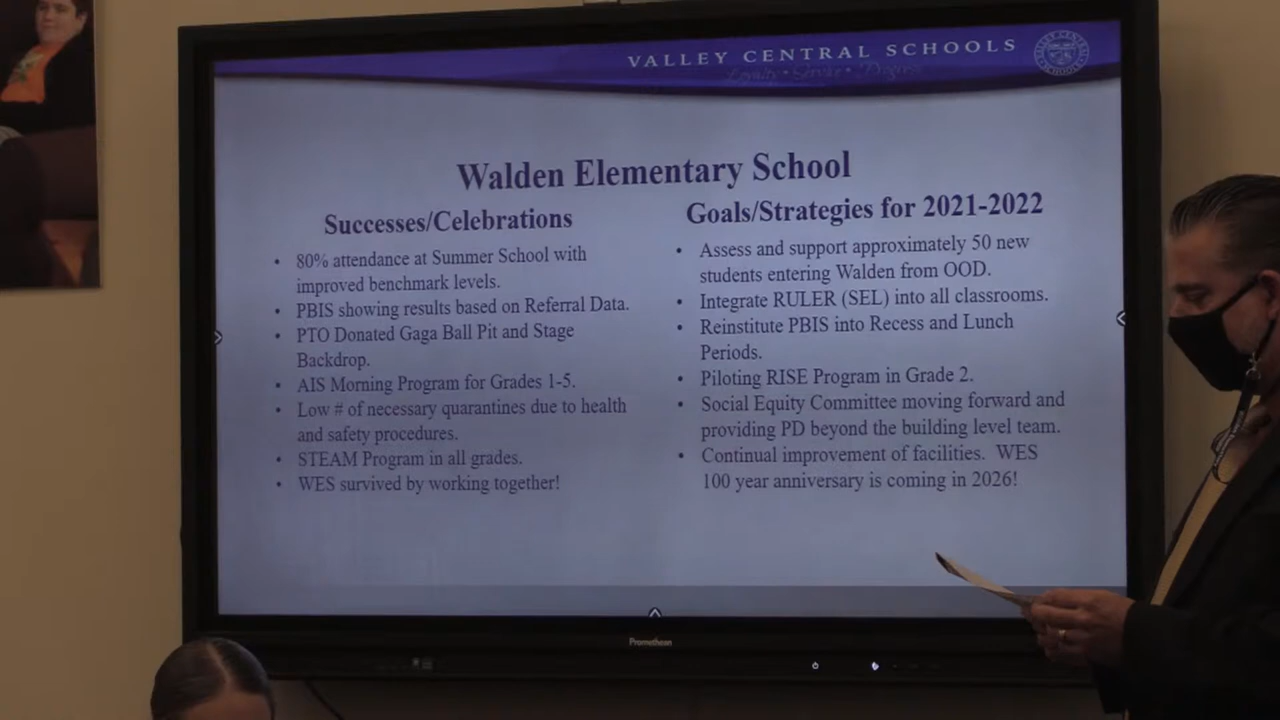 VALLEY CENTRAL SCHOOLS
Loyalty • Service •
Walden Elementary School
Successes/Celebrations
• 80% attendance at Summer School with
improved benchmark levels.
• PBIS showing results based on Referral Data.
• PTO Donated Gaga Ball Pit and Stage
Backdrop.
• AIS Morning Program for Grades 1-5.
• Low # of necessary quarantines due to health
and safety procedures.
• STEAM Program in all grades.
• WES survived by working together!
Goals/Strategies for 2021-2022
• Assess and support approximately 50 new
students entering Walden from OOD.
• Integrate RULER (SEL) into all classrooms.
• Reinstitute PBIS into Recess and Lunch
Periods.
• Piloting RISE Program in Grade 2.
• Social Equity Committee moving forward and
providing PD beyond the building level team.
• Continual improvement of facilities. WES
100 year anniversary is coming in 2026!
Promethean